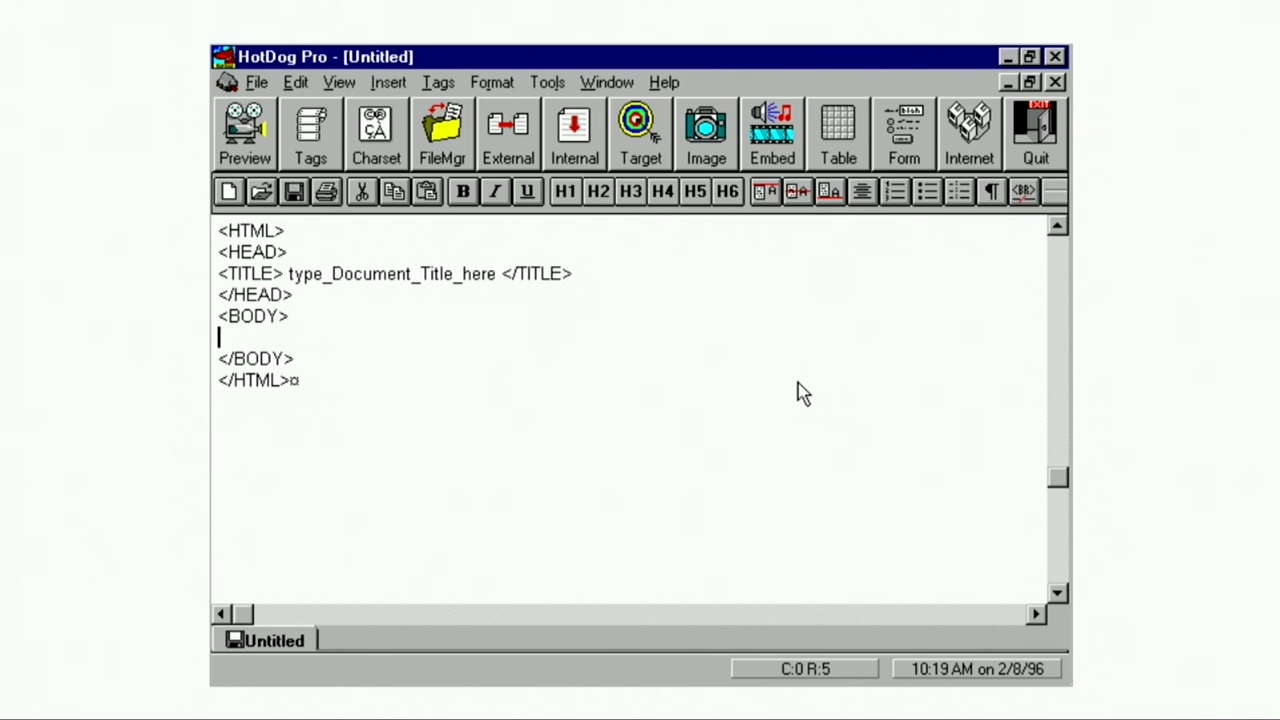 HotDog Pro - [Untitled]
File Edit View Insert Tags Format Tools Window Help
Preview Tags Charset FileMgr External Internal Target Image Embed Table Form Internet Quit
EXIT
B I U H1 H2 H3 H4 H5 H6 ¶ <BR>
<HTML>
<HEAD>
<TITLE> type_Document_Title_here </TITLE>
</HEAD>
<BODY>
</BODY>
</HTML>¤
Untitled
C:0 R:5 10:19 AM on 2/8/96